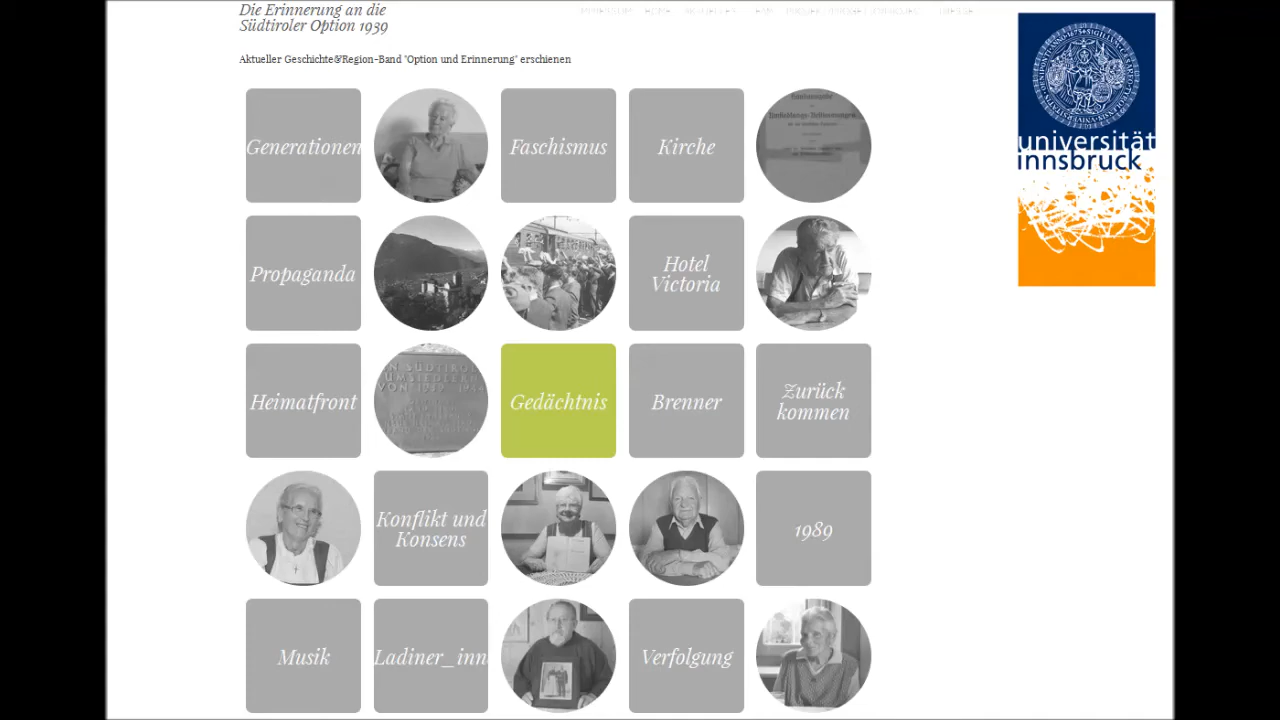 Die Erinnerung an die
Südtiroler Option 1939
Aktueller Geschichte&Region-Band "Option und Erinnerung" erschienen
Generationen
Faschismus
Kirche
Propaganda
Hotel
Victoria
universität
innsbruck
Heimatfront
Gedächtnis
Brenner
Zurück
kommen
Konflikt und
Konsens
1989
Musik
Ladiner_inn
Verfolgung